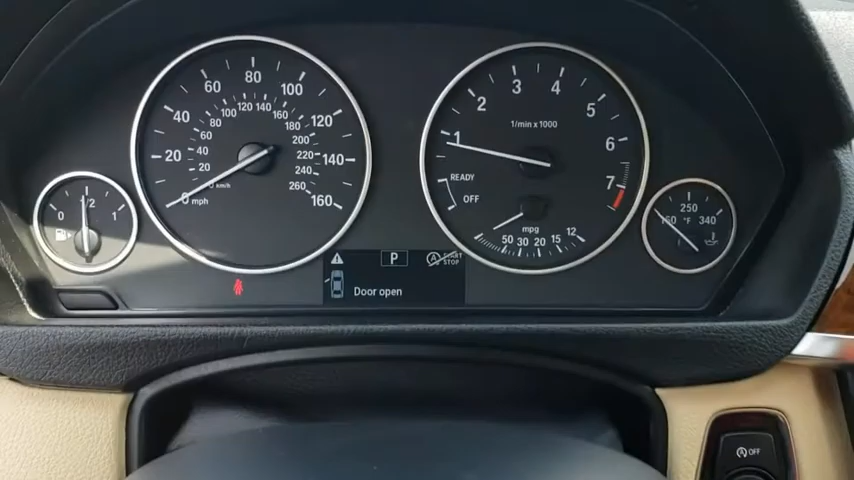 0 1/2 1
0 20 40 60 80 100 120 140 160
mph
0 20 40 60 80 100 120 140 160 180 200 220 240 260
km/h
1 2 3 4 5 6 7
1/min x 1000
READY
OFF
mpg
50 30 20 15 12
250
°F 340
P
START
STOP
Door open
OFF